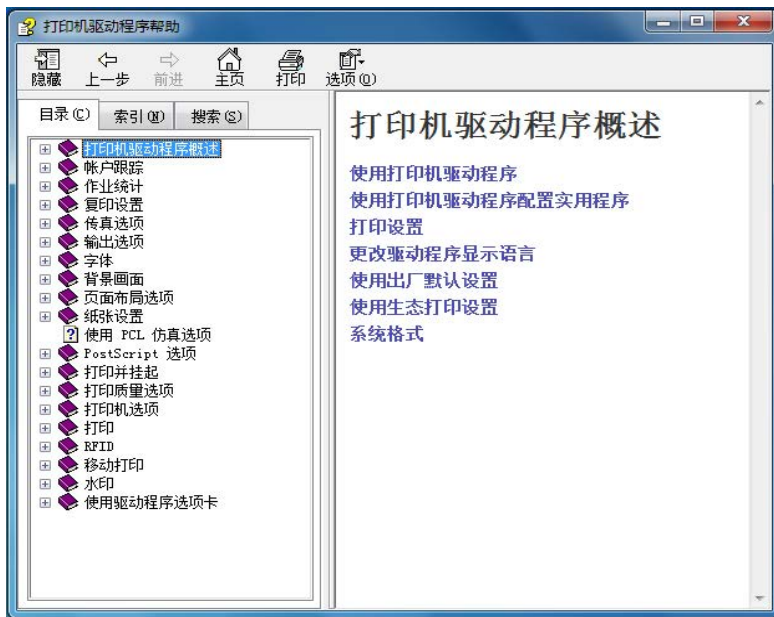 打印机驱动程序帮助
隐藏 上一步 前进 主页 打印 选项(O)
目录(C) 索引(N) 搜索(S)
打印机驱动程序概述
帐户跟踪
作业统计
复印设置
传真选项
输出选项
字体
背景画面
页面布局选项
纸张设置
使用 PCL 仿真选项
PostScript 选项
打印并挂起
打印质量选项
打印机选项
打印
RFID
移动打印
水印
使用驱动程序选项卡
打印机驱动程序概述
使用打印机驱动程序
使用打印机驱动程序配置实用程序
打印设置
更改驱动程序显示语言
使用出厂默认设置
使用生态打印设置
系统格式